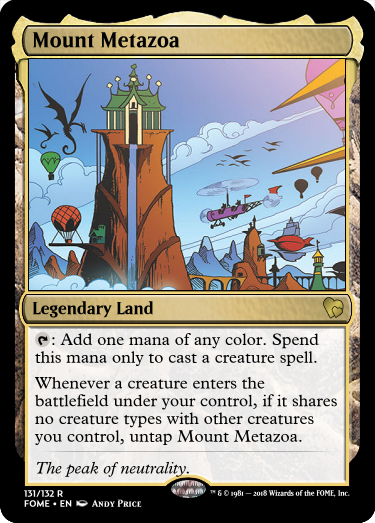 Mount Metazoa
Legendary Land
: Add one mana of any color. Spend
this mana only to cast a creature spell.
Whenever a creature enters the
battlefield under your control, if it shares
no creature types with other creatures
you control, untap Mount Metazoa.
The peak of neutrality.
131/132 R
FOME • EN ANDY PRICE
™ & © 1981 — 2018 Wizards of the FOME, Inc.